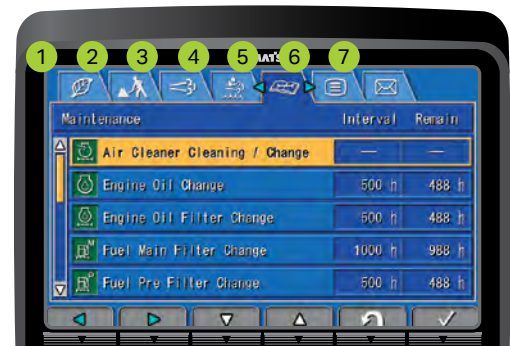 1 2 3 4 5 6 7
Maintenance Interval Remain
Air Cleaner Cleaning / Change — —
Engine Oil Change 500 h 488 h
Engine Oil Filter Change 500 h 488 h
Fuel Main Filter Change 1000 h 988 h
Fuel Pre Filter Change 500 h 488 h